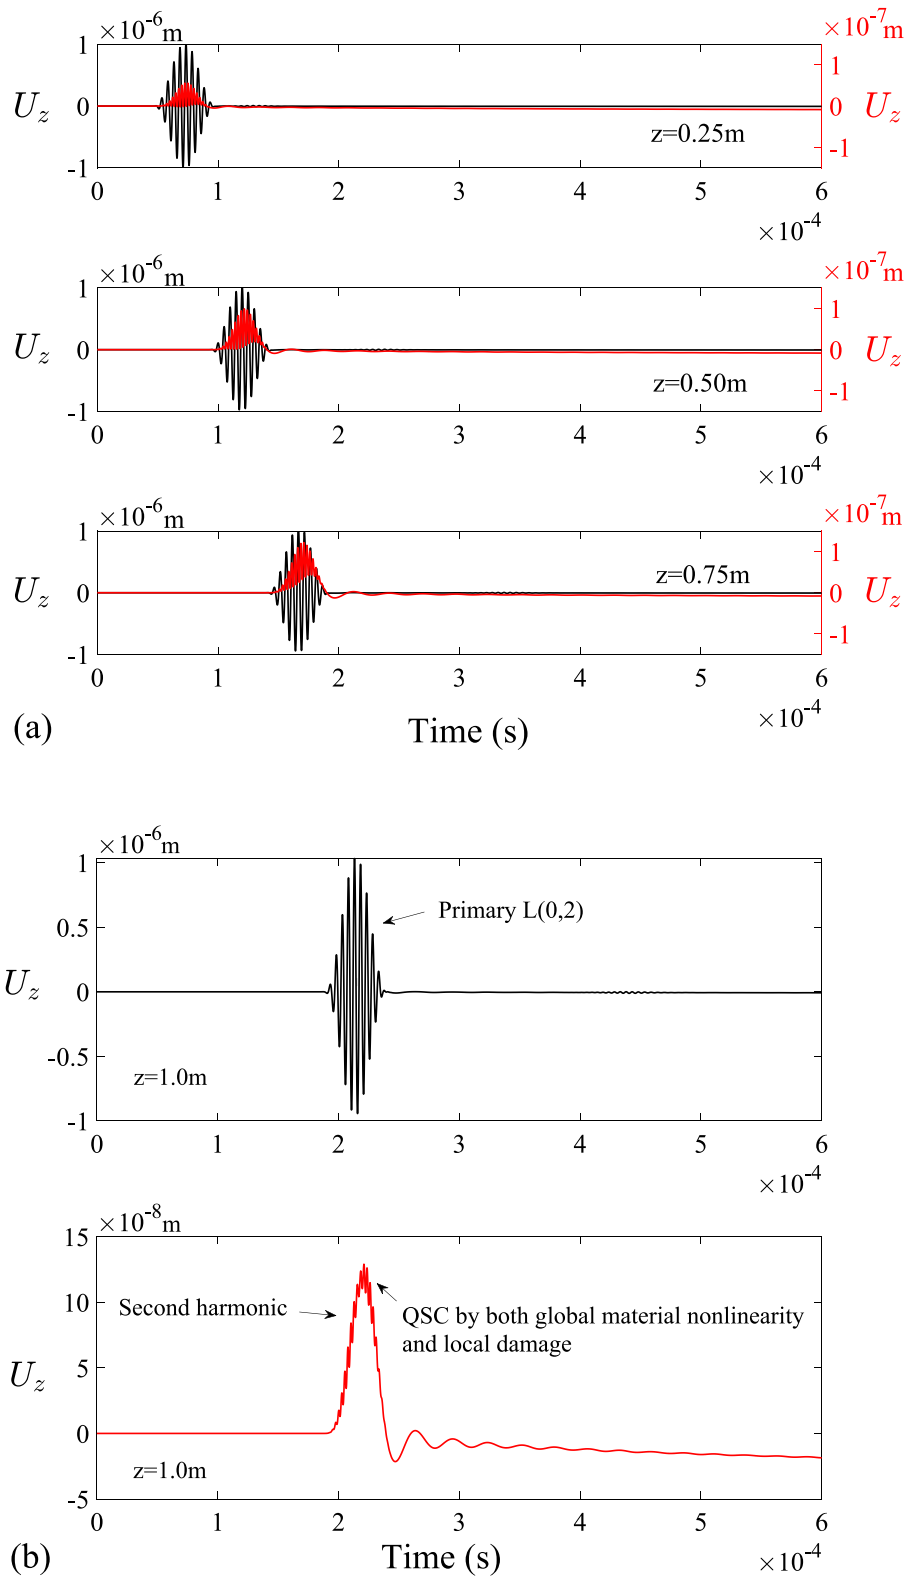 ×10⁻⁶m ×10⁻⁷m
1 1
U_z 0 0 U_z
-1 -1
z=0.25m
0 1 2 3 4 5 6
×10⁻⁴
×10⁻⁶m ×10⁻⁷m
1 1
U_z 0 0 U_z
-1 -1
z=0.50m
0 1 2 3 4 5 6
×10⁻⁴
×10⁻⁶m ×10⁻⁷m
1 1
z=0.75m
U_z 0 0 U_z
-1 -1
0 1 2 3 4 5 6
(a) Time (s) ×10⁻⁴
×10⁻⁶m
1
Primary L(0,2)
0.5
U_z 0
-0.5
z=1.0m
-1
0 1 2 3 4 5 6
×10⁻⁴
×10⁻⁸m
15
10
Second harmonic
QSC by both global material nonlinearity
and local damage
5
U_z
0
z=1.0m
-5
0 1 2 3 4 5 6
(b) Time (s) ×10⁻⁴